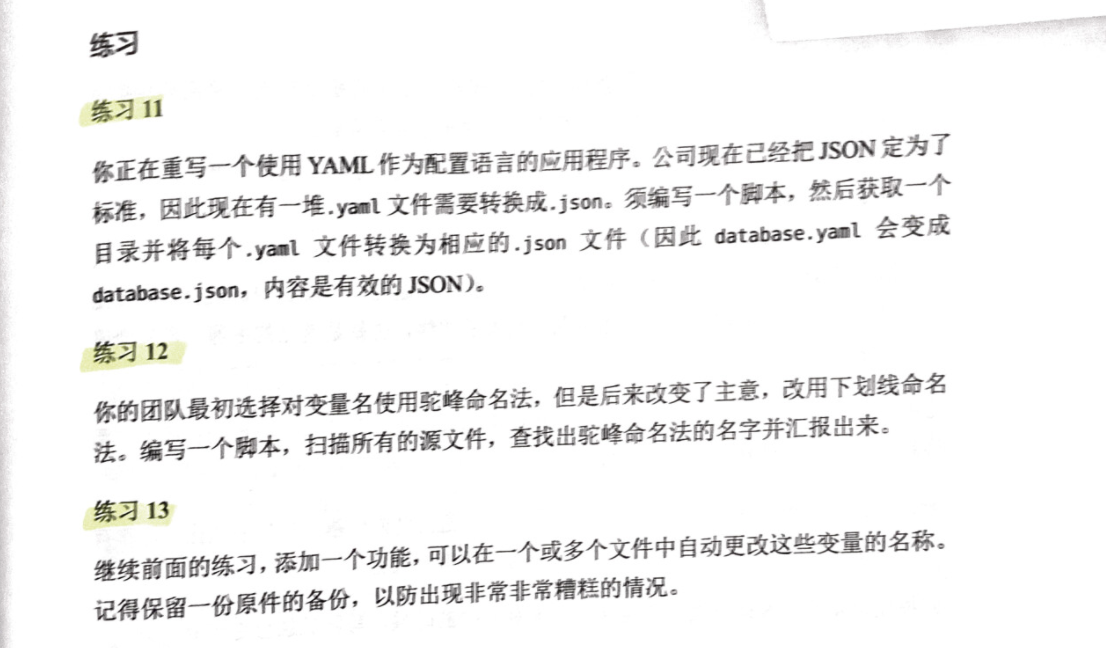 练习
练习 11
你正在重写一个使用 YAML 作为配置语言的应用程序。公司现在已经把 JSON 定为了
标准，因此现在有一堆.yaml 文件需要转换成.json。须编写一个脚本，然后获取一个
目录并将每个.yaml 文件转换为相应的.json 文件（因此 database.yaml 会变成
database.json，内容是有效的 JSON）。
练习 12
你的团队最初选择对变量名使用驼峰命名法，但是后来改变了主意，改用下划线命名
法。编写一个脚本，扫描所有的源文件，查找出驼峰命名法的名字并汇报出来。
练习 13
继续前面的练习，添加一个功能，可以在一个或多个文件中自动更改这些变量的名称。
记得保留一份原件的备份，以防出现非常非常糟糕的情况。